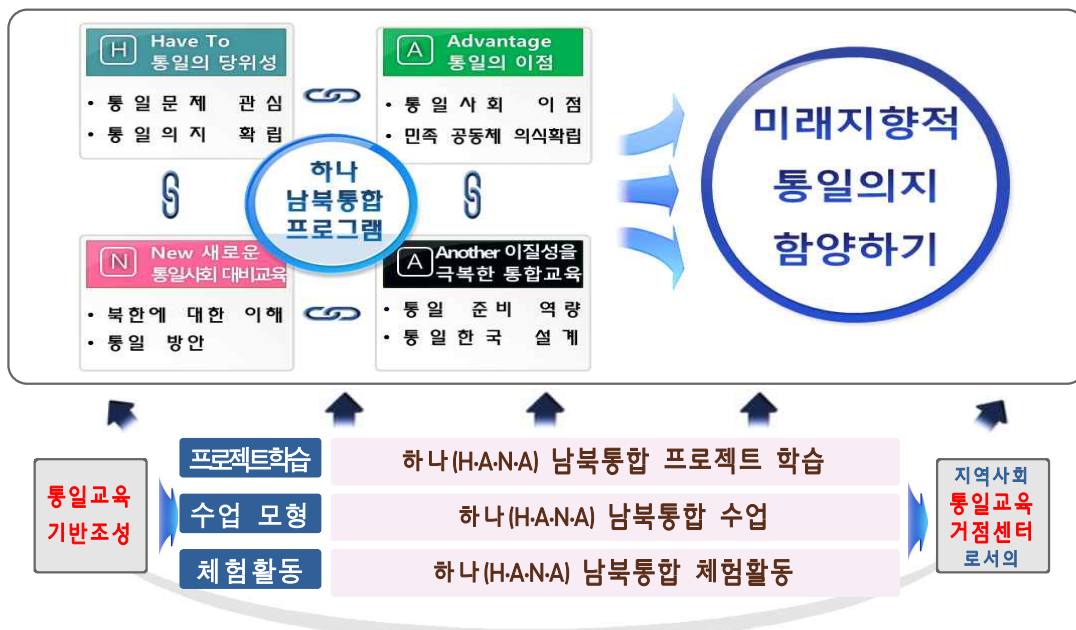 H Have To
통일의 당위성
• 통일문제 관심
• 통일의지 확립
A Advantage
통일의 이점
• 통일사회 이점
• 민족 공동체 의식확립
하나
남북통합
프로그램
N New 새로운
통일사회 대비교육
• 북한에 대한 이해
• 통일 방안
A Another 이질성을
극복한 통합교육
• 통일 준비 역량
• 통일한국 설계
미래지향적
통일의지
함양하기
통일교육
기반조성
프로젝트학습
하나(H·A·N·A) 남북통합 프로젝트 학습
수업 모형
하나(H·A·N·A) 남북통합 수업
체험활동
하나(H·A·N·A) 남북통합 체험활동
지역사회
통일교육
거점센터
로서의